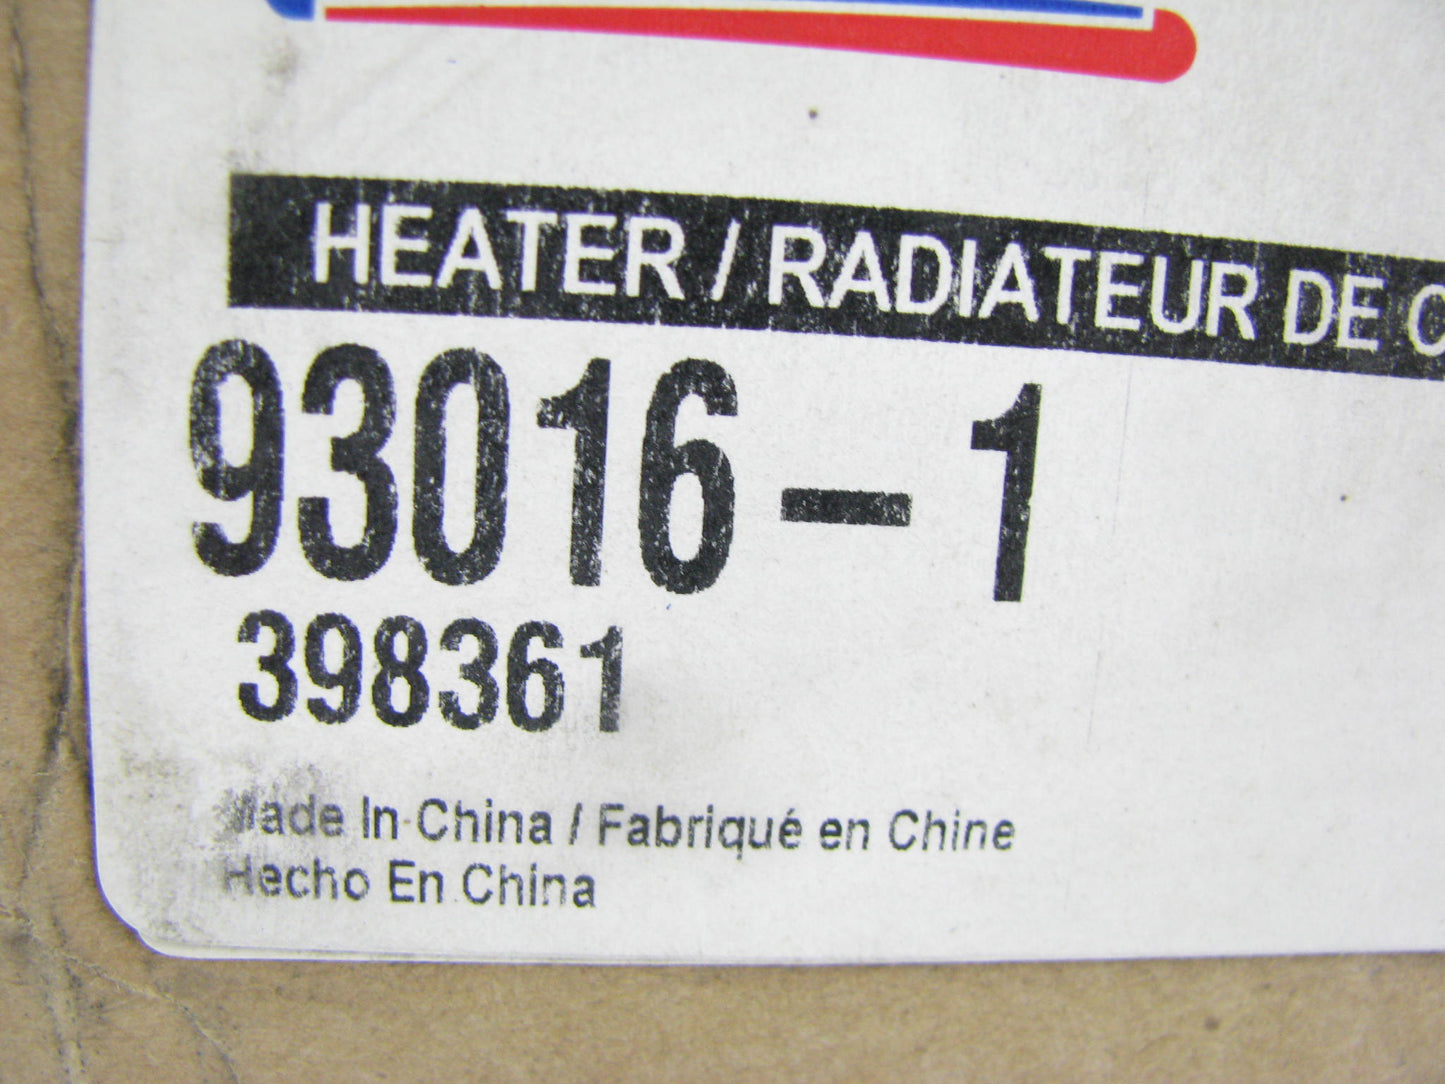 HEATER / RADIATEUR DE
93016-1
398361
Made In China / Fabriqué en Chine
Hecho En China